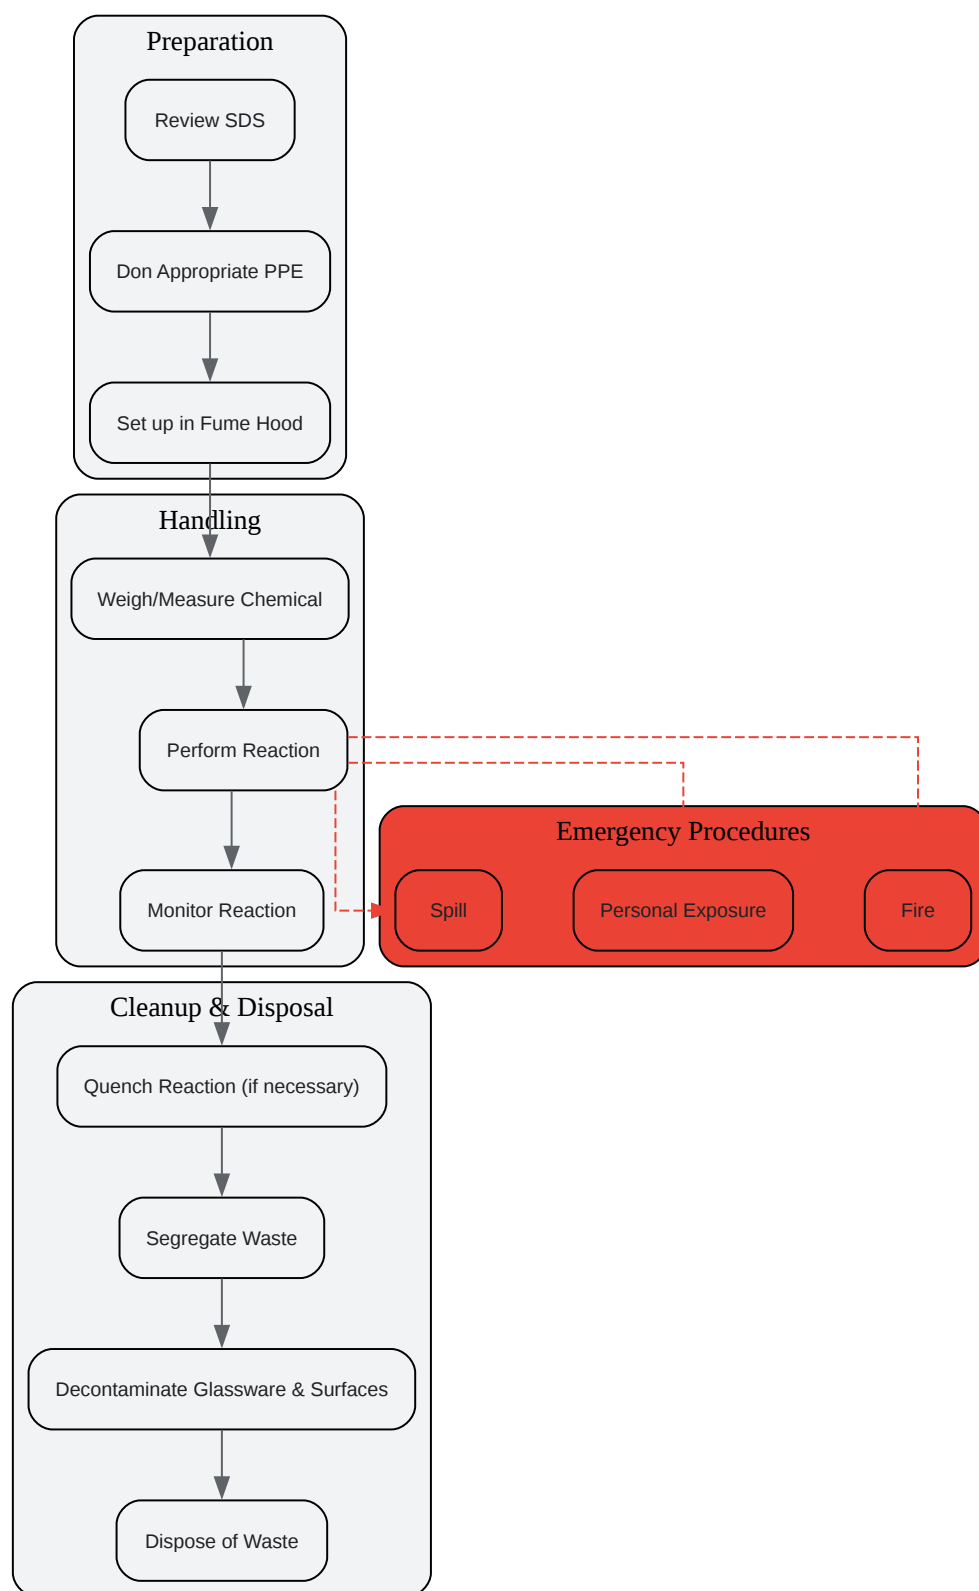 Preparation
Review SDS
Don Appropriate PPE
Set up in Fume Hood
Handling
Weigh/Measure Chemical
Perform Reaction
Monitor Reaction
Emergency Procedures
Spill
Personal Exposure
Fire
Cleanup & Disposal
Quench Reaction (if necessary)
Segregate Waste
Decontaminate Glassware & Surfaces
Dispose of Waste